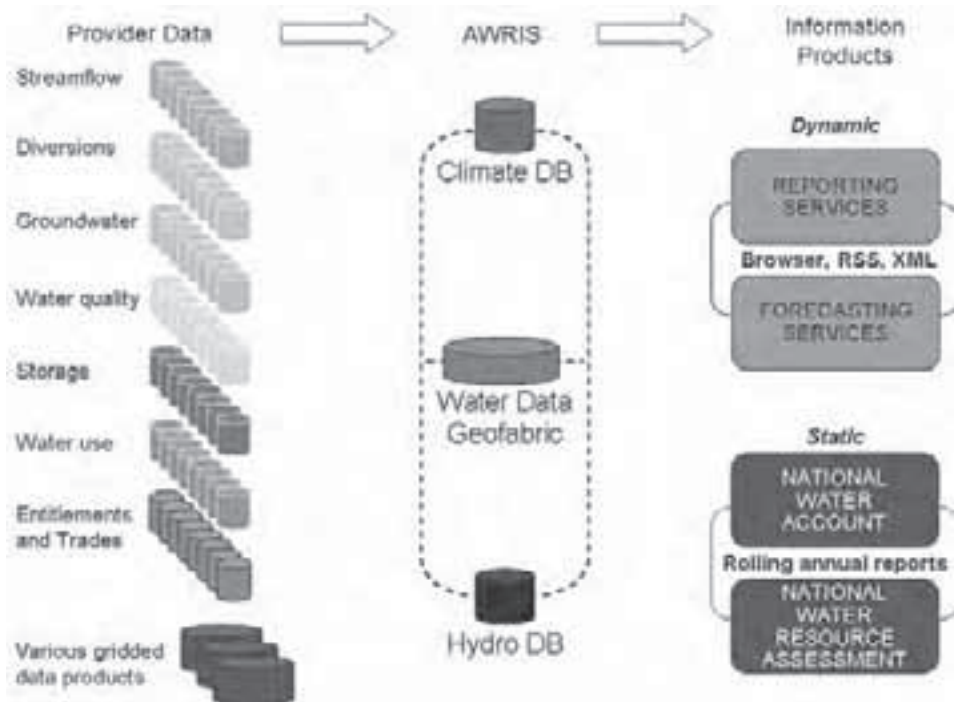 Provider Data
AWRIS
Information
Products
Streamflow
Diversions
Groundwater
Water quality
Storage
Water use
Entitlements
and Trades
Various gridded
data products
Climate DB
Water Data
Geofabric
Hydro DB
Dynamic
REPORTING
SERVICES
Browser, RSS, XML
FORECASTING
SERVICES
Static
NATIONAL
WATER
ACCOUNT
Rolling annual reports
NATIONAL
WATER
RESOURCE
ASSESSMENT